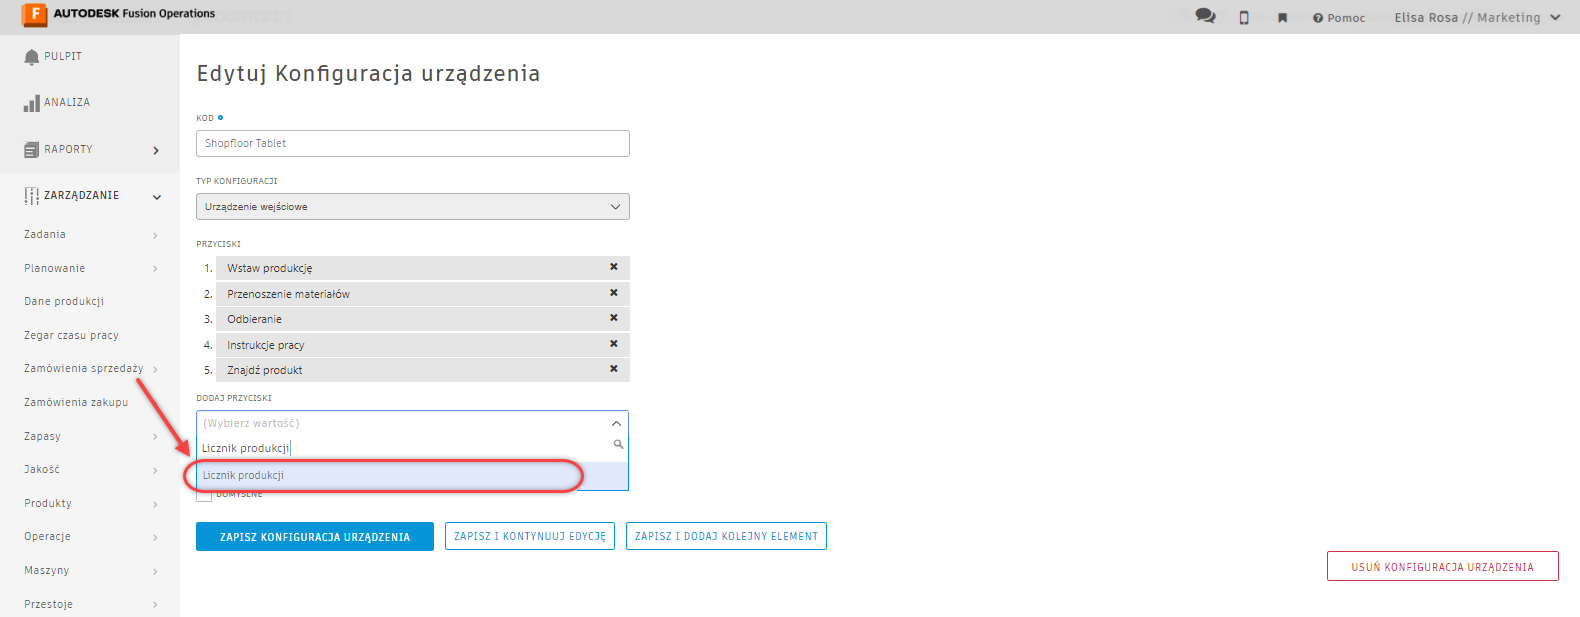 F AUTODESK Fusion Operations
Pomoc
Elisa Rosa // Marketing
PULPIT
ANALIZA
RAPORTY
ZARZĄDZANIE
Zadania
Planowanie
Dane produkcji
Zegar czasu pracy
Zamówienia sprzedaży
Zamówienia zakupu
Zapasy
Jakość
Produkty
Operacje
Maszyny
Przestoje
Edytuj Konfiguracja urządzenia
KOD
Shopfloor Tablet
TYP KONFIGURACJI
Urządzenie wejściowe
PRZYCISKI
1. Wstaw produkcję
2. Przenoszenie materiałów
3. Odbieranie
4. Instrukcje pracy
5. Znajdź produkt
DODAJ PRZYCISKI
(Wybierz wartość)
Licznik produkcji
Licznik produkcji
DOMYŚLNE
ZAPISZ KONFIGURACJA URZĄDZENIA
ZAPISZ I KONTYNUUJ EDYCJĘ
ZAPISZ I DODAJ KOLEJNY ELEMENT
USUŃ KONFIGURACJA URZĄDZENIA